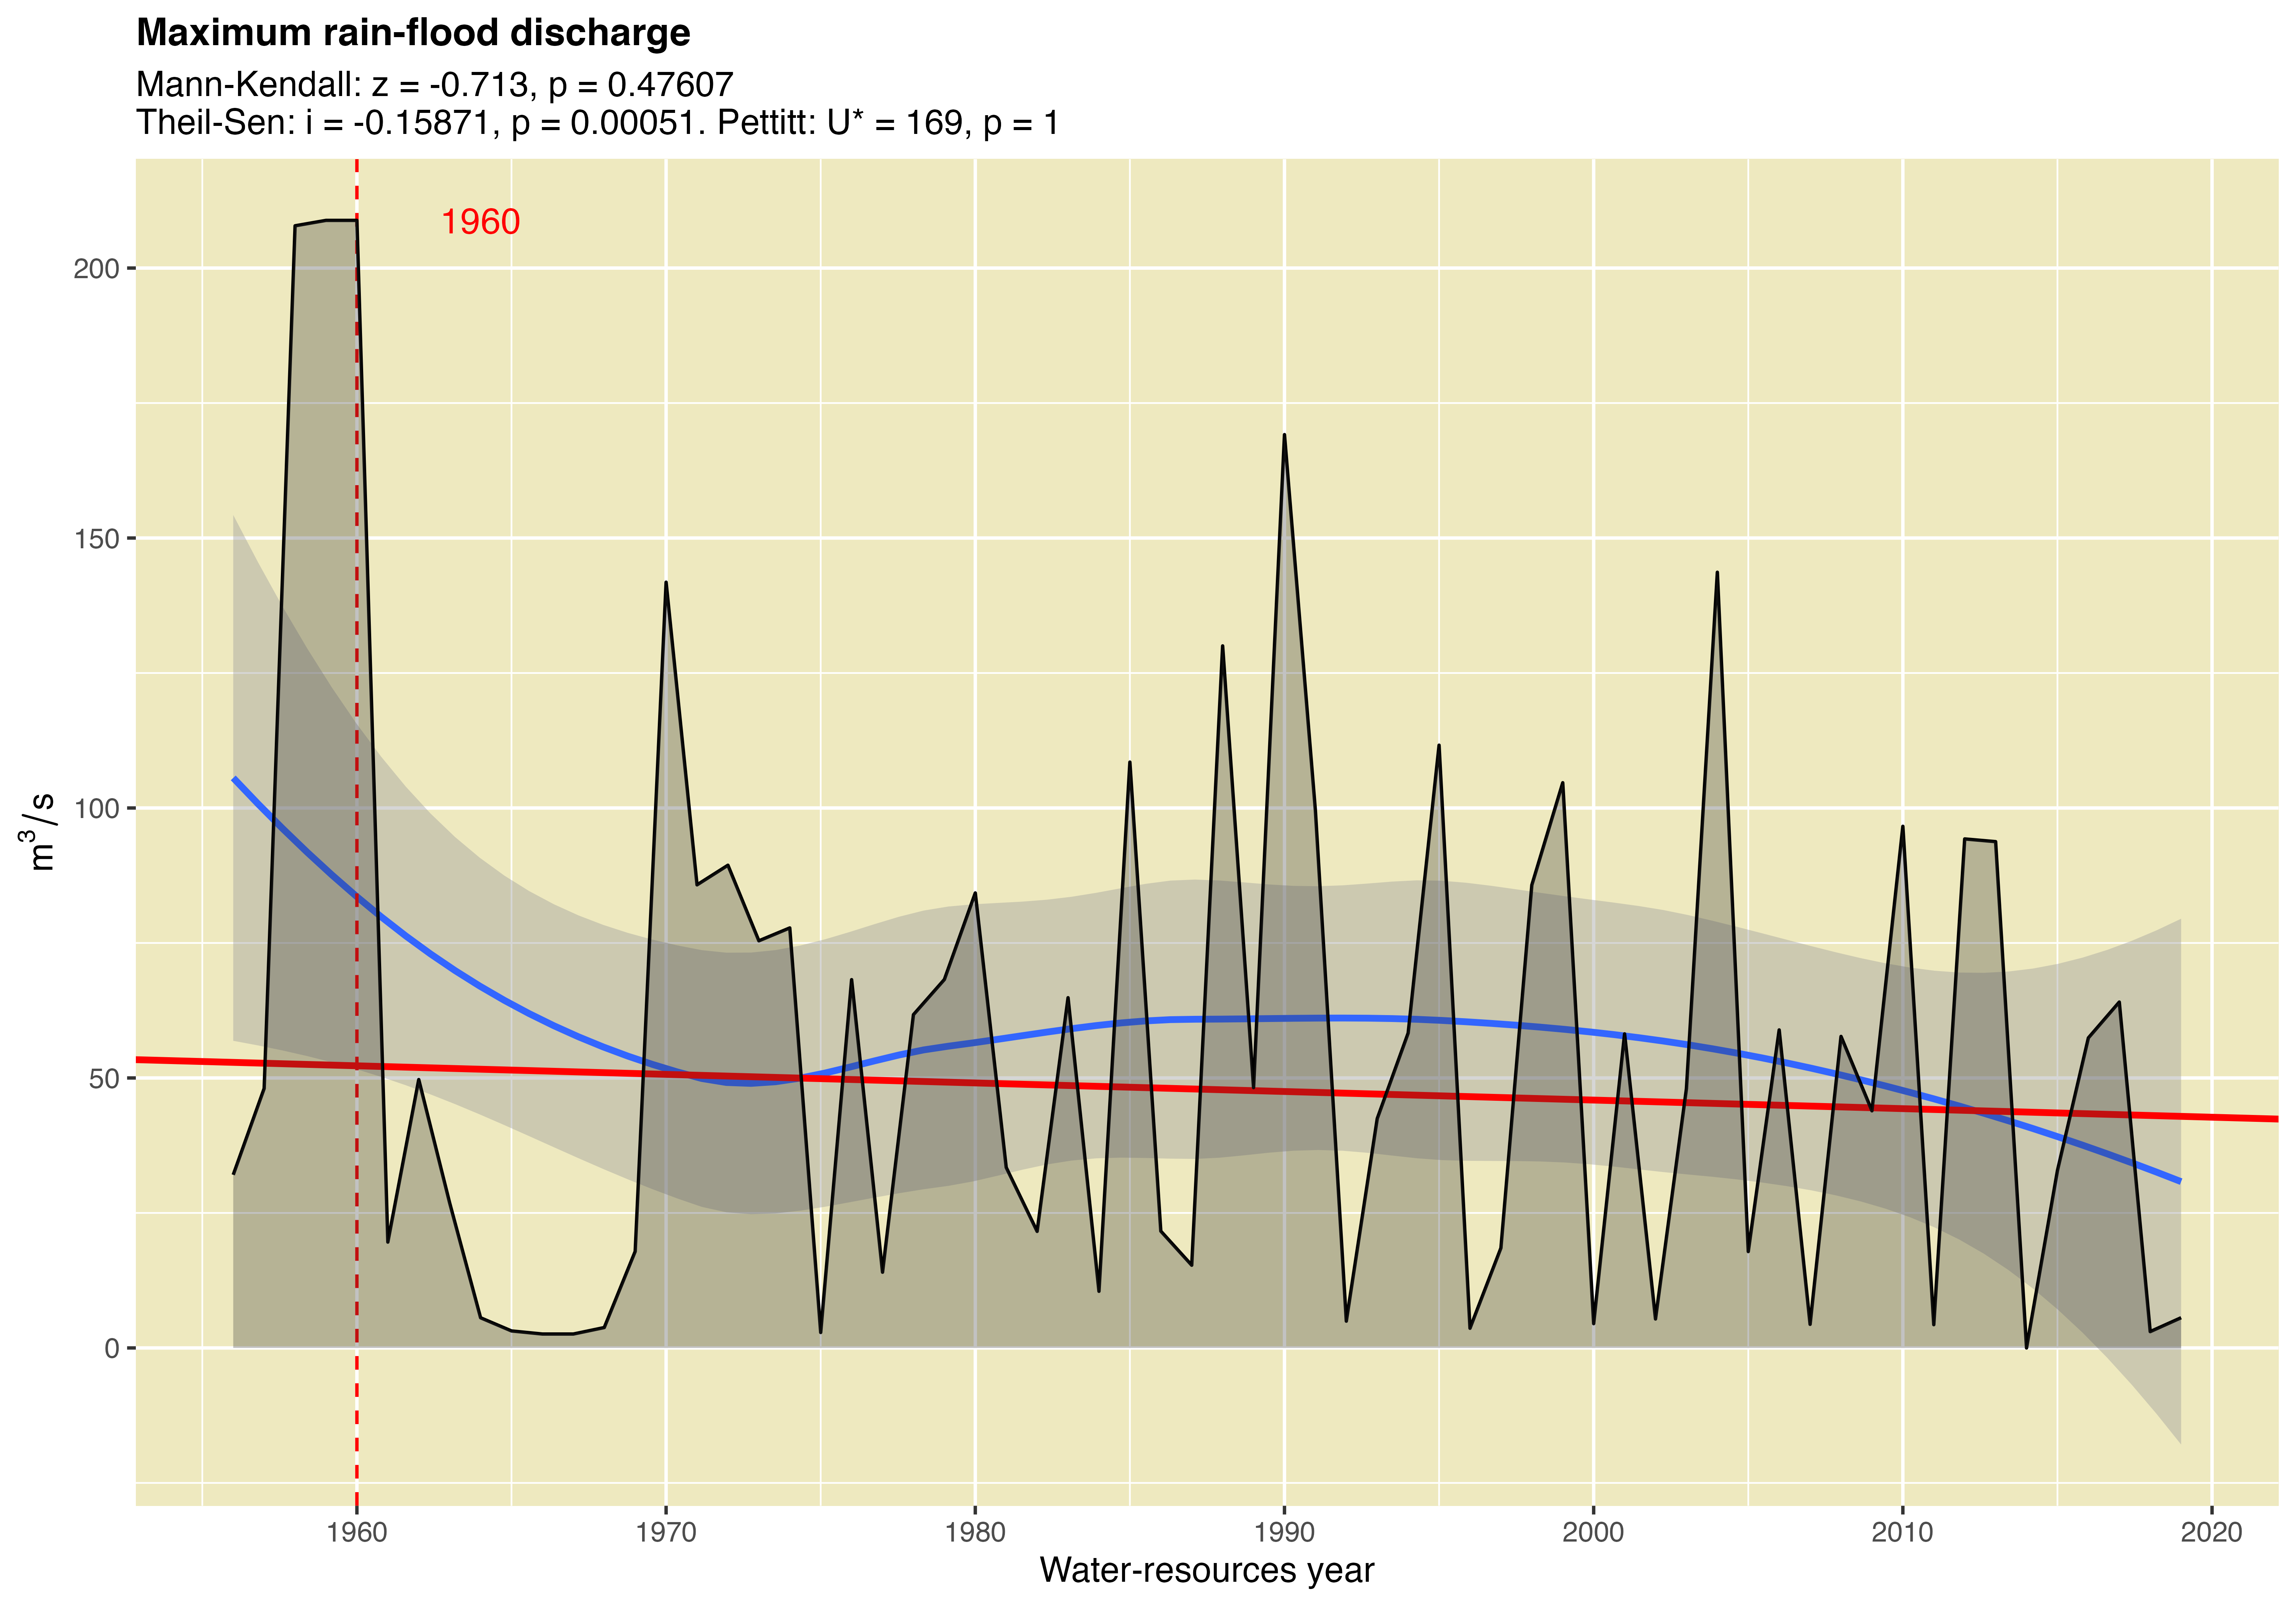 Maximum rain-flood discharge
Mann-Kendall: z = -0.713, p = 0.47607
Theil-Sen: i = -0.15871, p = 0.00051. Pettitt: U* = 169, p = 1
1960
200
150
100
50
0
m³/s
1960 1970 1980 1990 2000 2010 2020
Water-resources year